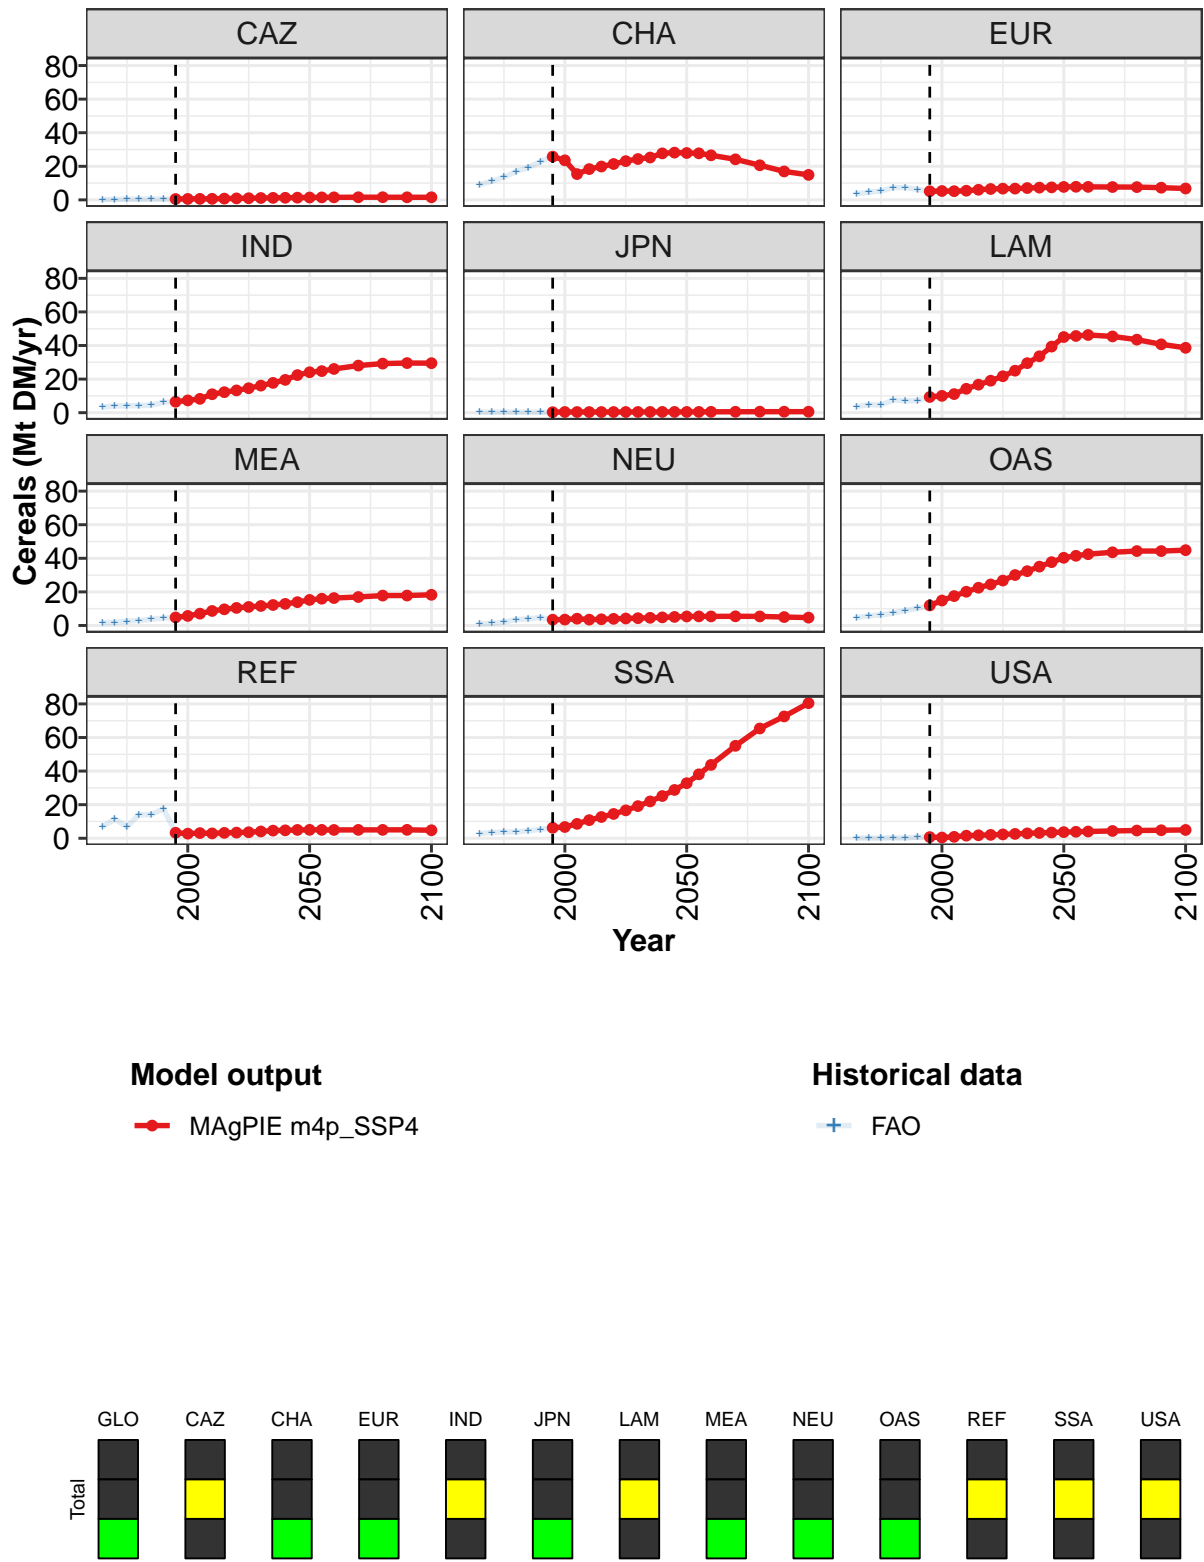 CAZ CHA EUR
80
60
40
20
0
IND JPN LAM
80
60
40
20
0
MEA NEU OAS
80
60
40
20
0
REF SSA USA
80
60
40
20
0
Cereals (Mt DM/yr)
2000 2050 2100 2000 2050 2100 2000 2050 2100
Year
Model output Historical data
MAgPIE m4p_SSP4 FAO
GLO CAZ CHA EUR IND JPN LAM MEA NEU OAS REF SSA USA
Total